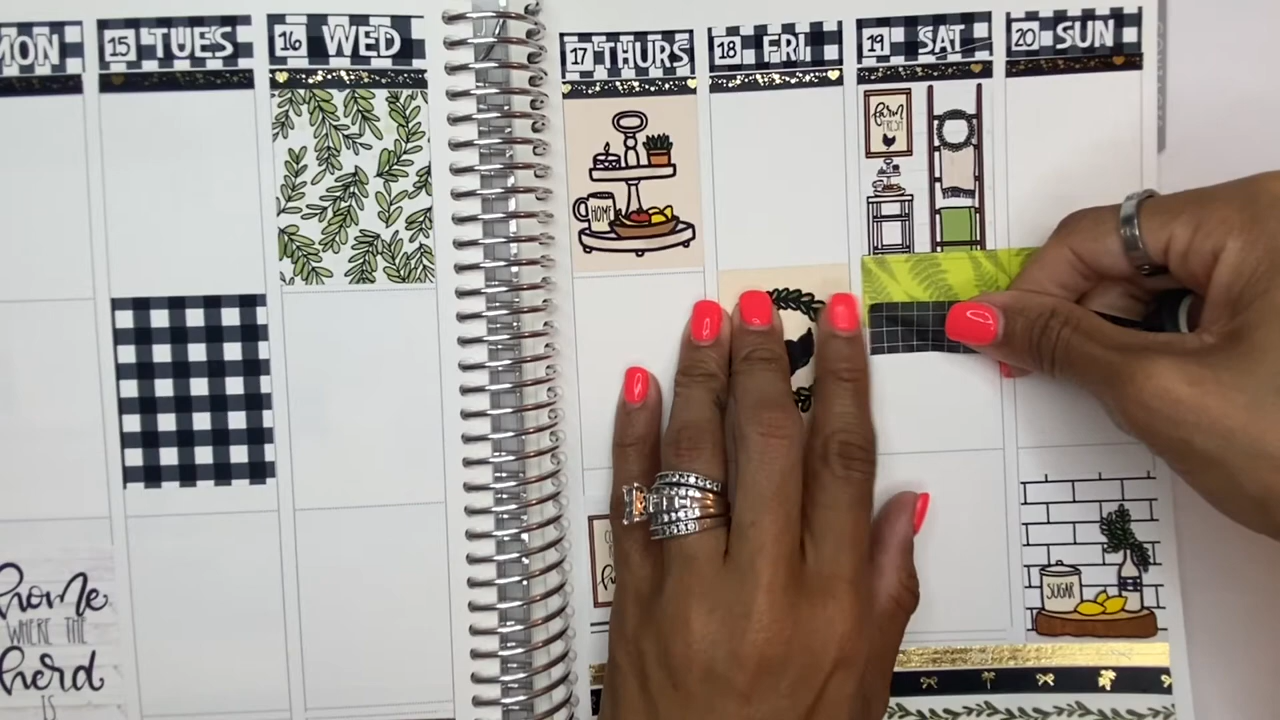 MON
15 TUES
16 WED
17 THURS
18 FRI
19 SAT
20 SUN
farm
FRESH
HOME
SUGAR
home
WHERE THE
herd
IS